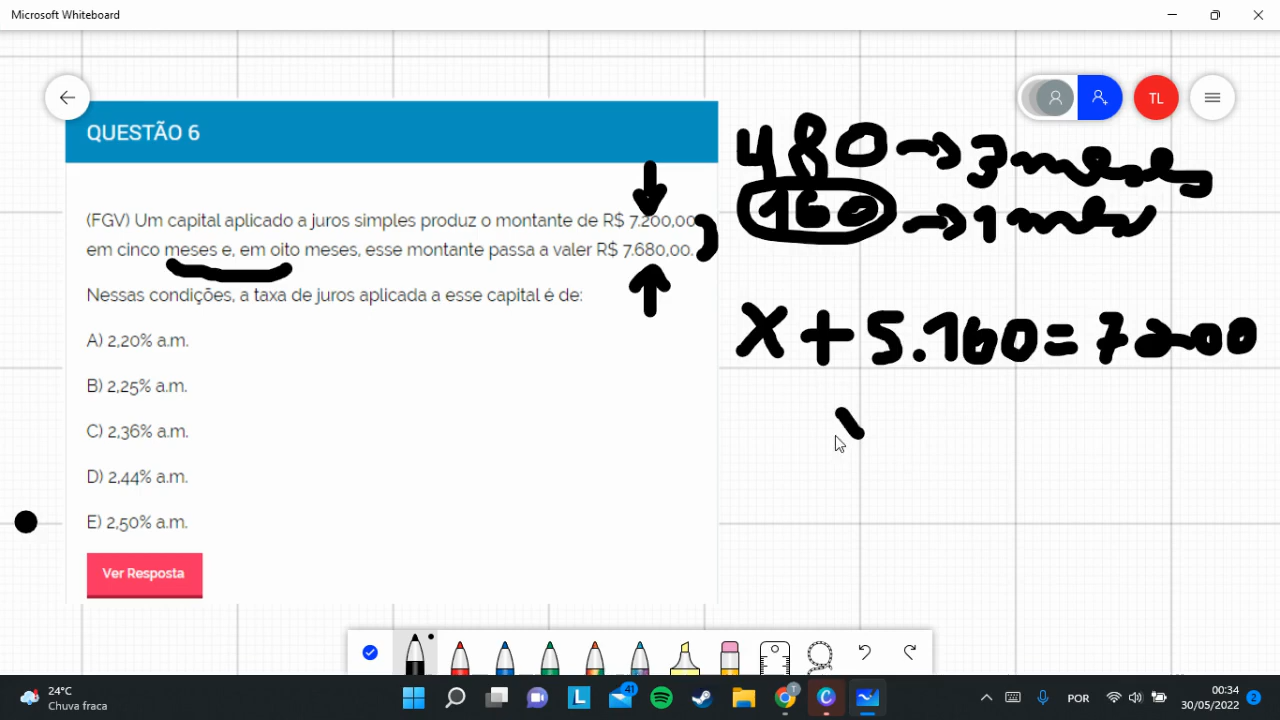 Microsoft Whiteboard
TL
QUESTÃO 6
(FGV) Um capital aplicado a juros simples produz o montante de R$ 7.200,00
em cinco meses e, em oito meses, esse montante passa a valer R$ 7.680,00.
Nessas condições, a taxa de juros aplicada a esse capital é de:
A) 2,20% a.m.
B) 2,25% a.m.
C) 2,36% a.m.
D) 2,44% a.m.
E) 2,50% a.m.
Ver Resposta
480 → 3 meses
160 → 1 mes
X + 5.160 = 7200
24°C
Chuva fraca
L
41
T
C
POR
00:34
30/05/2022
2